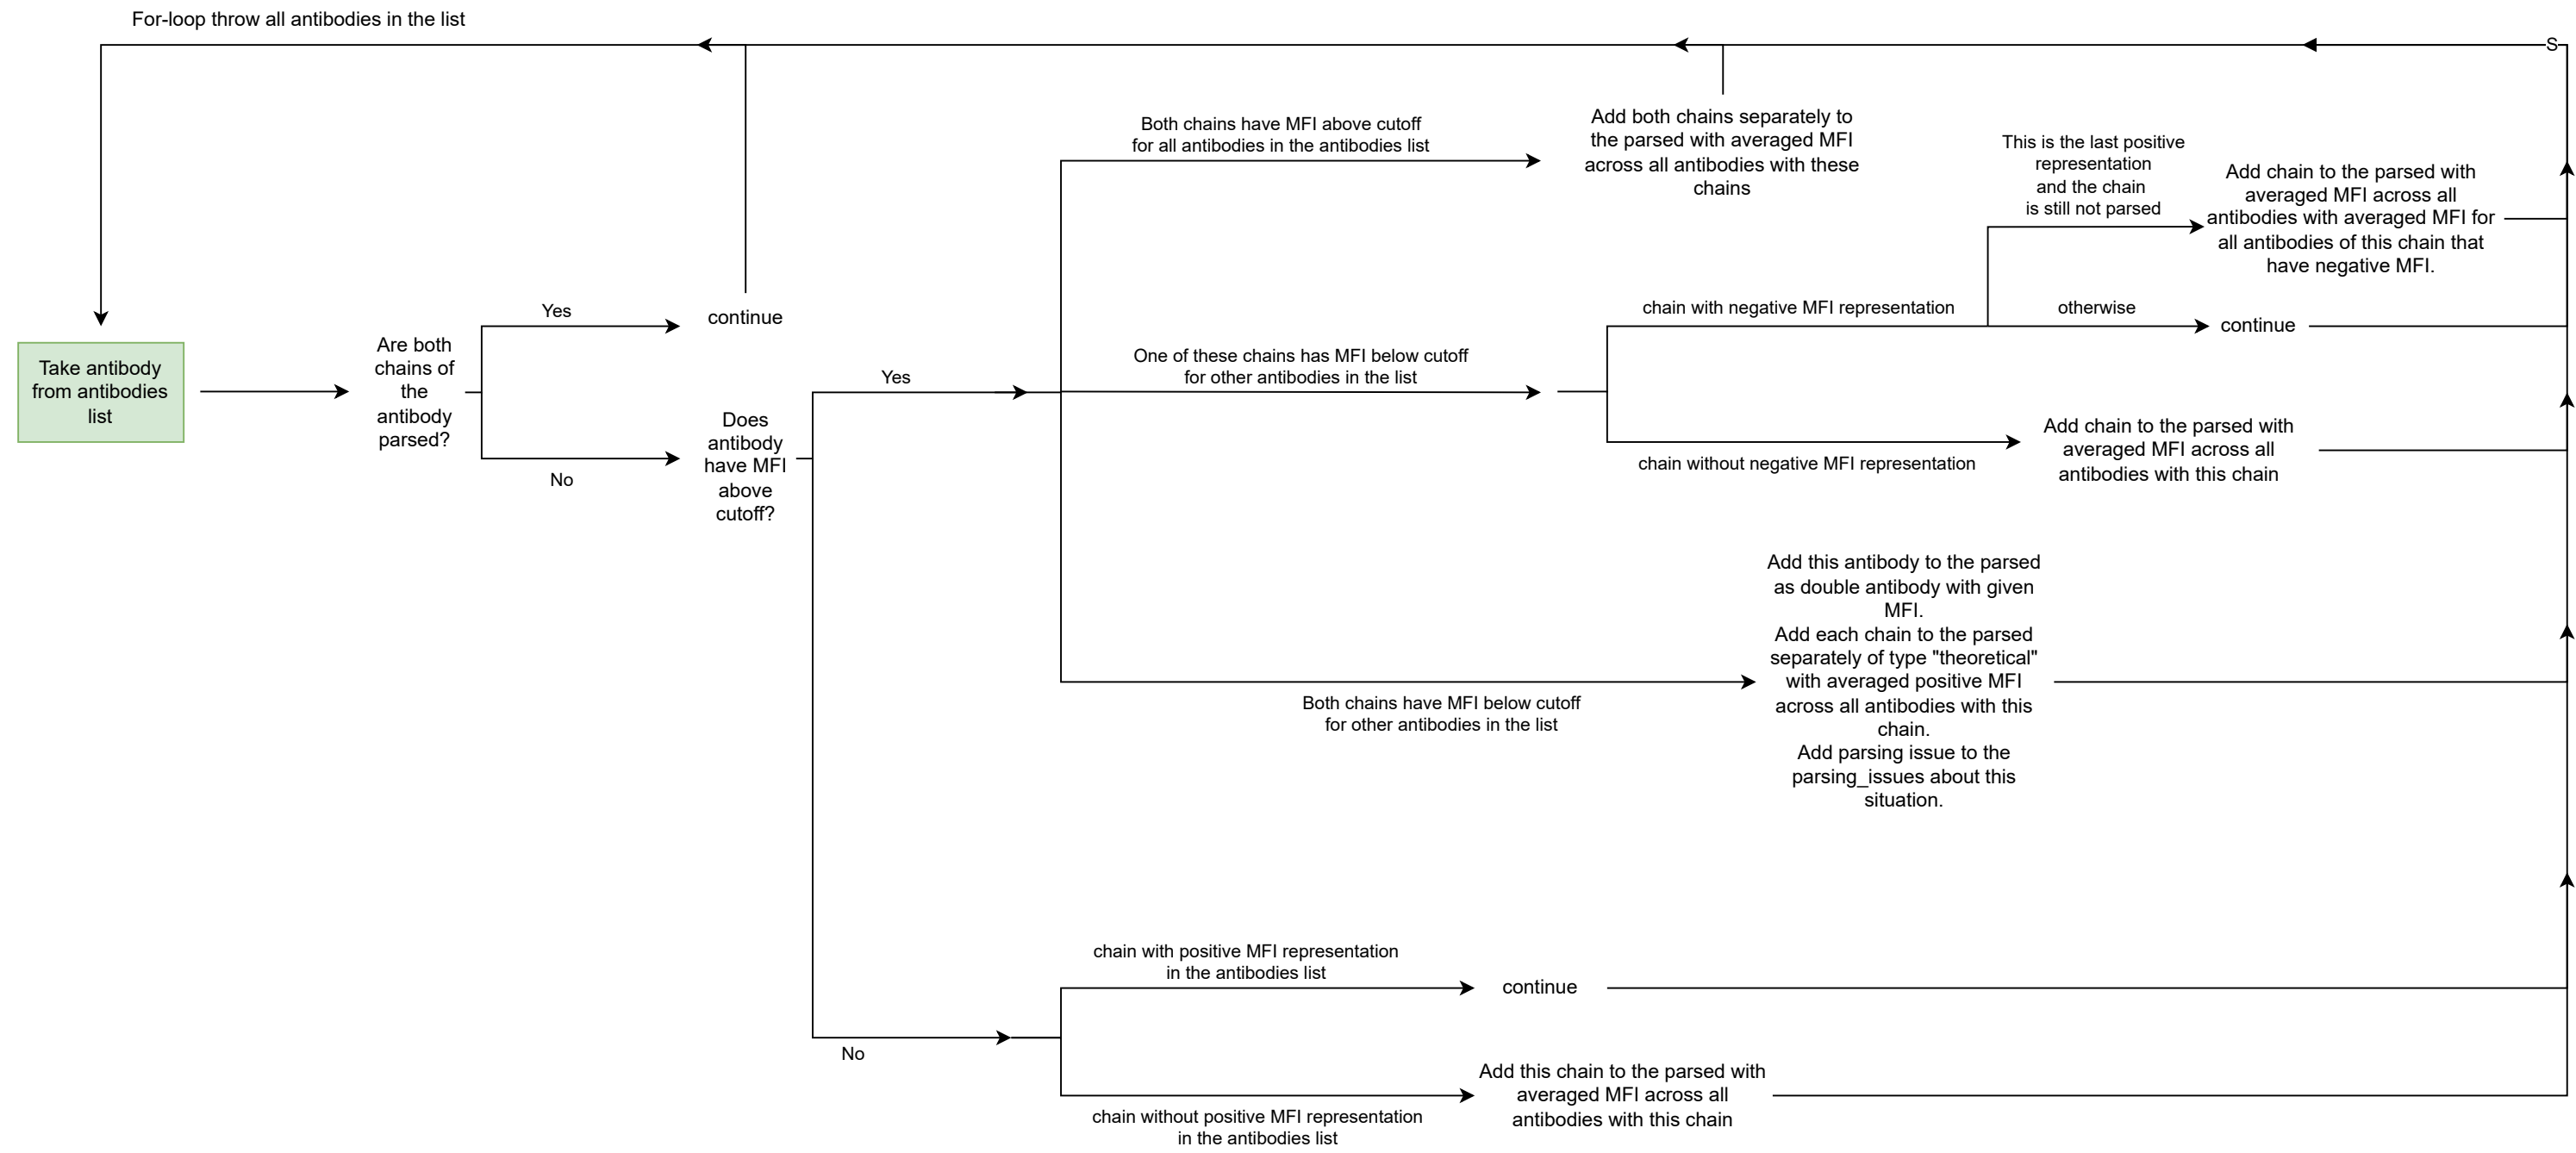 For-loop throw all antibodies in the list
S
Take antibody
from antibodies
list
Are both
chains of
the
antibody
parsed?
Yes
continue
No
Does
antibody
have MFI
above
cutoff?
Yes
Both chains have MFI above cutoff
for all antibodies in the antibodies list
Add both chains separately to
the parsed with averaged MFI
across all antibodies with these
chains
One of these chains has MFI below cutoff
for other antibodies in the list
chain with negative MFI representation
This is the last positive
representation
and the chain
is still not parsed
Add chain to the parsed with
averaged MFI across all
antibodies with averaged MFI for
all antibodies of this chain that
have negative MFI.
otherwise
continue
chain without negative MFI representation
Add chain to the parsed with
averaged MFI across all
antibodies with this chain
Both chains have MFI below cutoff
for other antibodies in the list
Add this antibody to the parsed
as double antibody with given
MFI.
Add each chain to the parsed
separately of type "theoretical"
with averaged positive MFI
across all antibodies with this
chain.
Add parsing issue to the
parsing_issues about this
situation.
No
chain with positive MFI representation
in the antibodies list
continue
chain without positive MFI representation
in the antibodies list
Add this chain to the parsed with
averaged MFI across all
antibodies with this chain